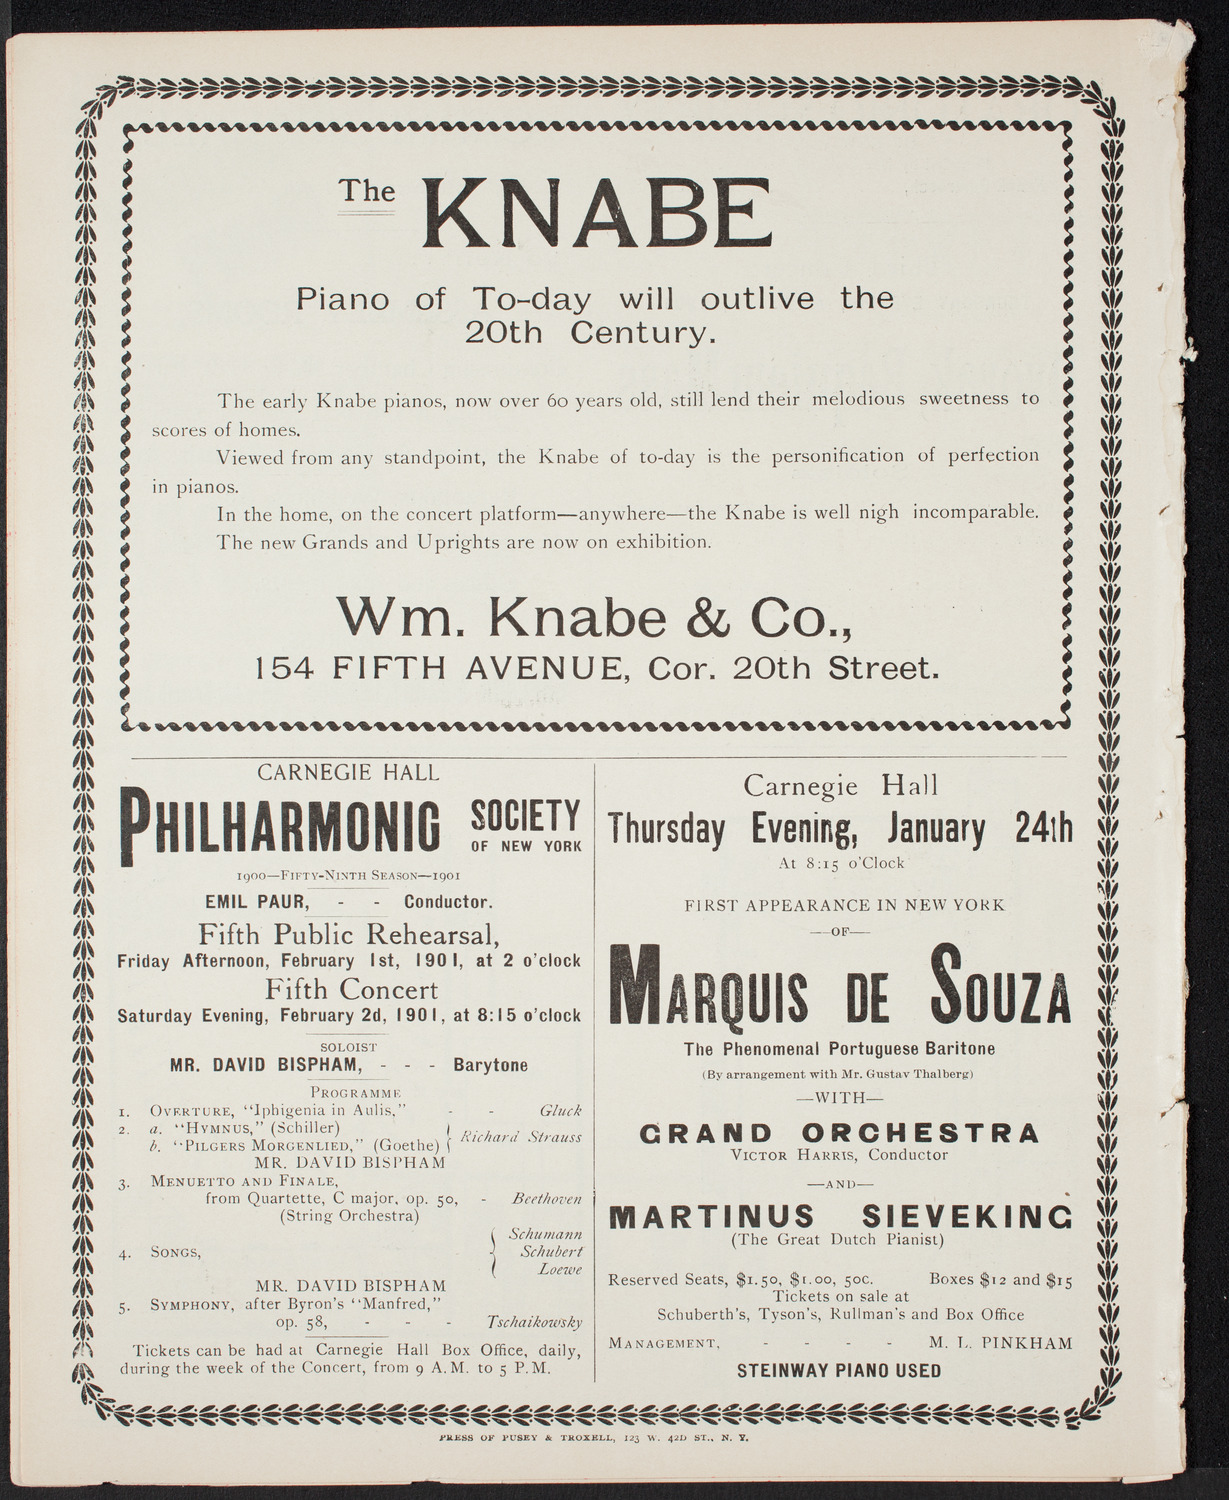 The KNABE
Piano of To-day will outlive the
20th Century.
The early Knabe pianos, now over 60 years old, still lend their melodious sweetness to
scores of homes.
Viewed from any standpoint, the Knabe of to-day is the personification of perfection
in pianos.
In the home, on the concert platform—anywhere—the Knabe is well nigh incomparable.
The new Grands and Uprights are now on exhibition.
Wm. Knabe & Co.,
154 FIFTH AVENUE, Cor. 20th Street.
CARNEGIE HALL
PHILHARMONIC SOCIETY
OF NEW YORK
1900—FIFTY-NINTH SEASON—1901
EMIL PAUR, - - Conductor.
Fifth Public Rehearsal,
Friday Afternoon, February 1st, 1901, at 2 o'clock
Fifth Concert
Saturday Evening, February 2d, 1901, at 8:15 o'clock
SOLOIST
MR. DAVID BISPHAM, - - - Barytone
PROGRAMME
1. OVERTURE, "Iphigenia in Aulis," - - Gluck
2. a. "HYMNUS," (Schiller)
b. "PILGERS MORGENLIED," (Goethe) } Richard Strauss
MR. DAVID BISPHAM
3. MENUETTO AND FINALE,
from Quartette, C major, op. 50, - Beethoven
(String Orchestra)
4. SONGS, { Schumann
Schubert
Loewe
MR. DAVID BISPHAM
5. SYMPHONY, after Byron's "Manfred,"
op. 58, - - - Tschaikowsky
Tickets can be had at Carnegie Hall Box Office, daily,
during the week of the Concert, from 9 A.M. to 5 P.M.
Carnegie Hall
Thursday Evening, January 24th
At 8:15 o'Clock
FIRST APPEARANCE IN NEW YORK
—OF—
MARQUIS DE SOUZA
The Phenomenal Portuguese Baritone
(By arrangement with Mr. Gustav Thalberg)
—WITH—
GRAND ORCHESTRA
VICTOR HARRIS, Conductor
—AND—
MARTINUS SIEVEKING
(The Great Dutch Pianist)
Reserved Seats, $1.50, $1.00, 50c. Boxes $12 and $15
Tickets on sale at
Schuberth's, Tyson's, Rullman's and Box Office
MANAGEMENT, - - - - M. L. PINKHAM
STEINWAY PIANO USED
PRESS OF PUSEY & TROXELL, 123 W. 42D ST., N. Y.